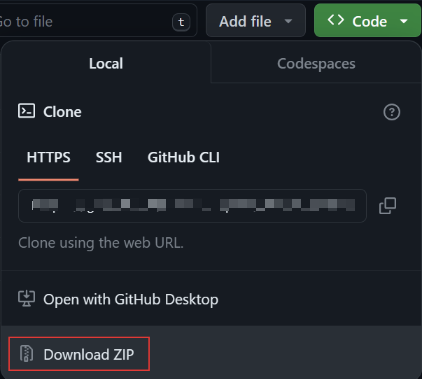 Go to file t Add file <> Code
Local Codespaces
Clone
HTTPS SSH GitHub CLI
Clone using the web URL.
Open with GitHub Desktop
Download ZIP